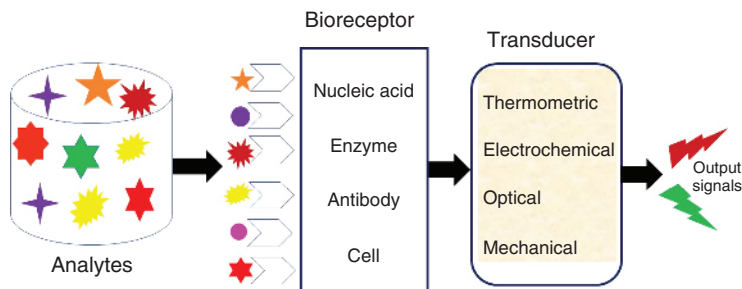 Bioreceptor
Transducer
Nucleic acid
Enzyme
Antibody
Cell
Thermometric
Electrochemical
Optical
Mechanical
Output
signals
Analytes